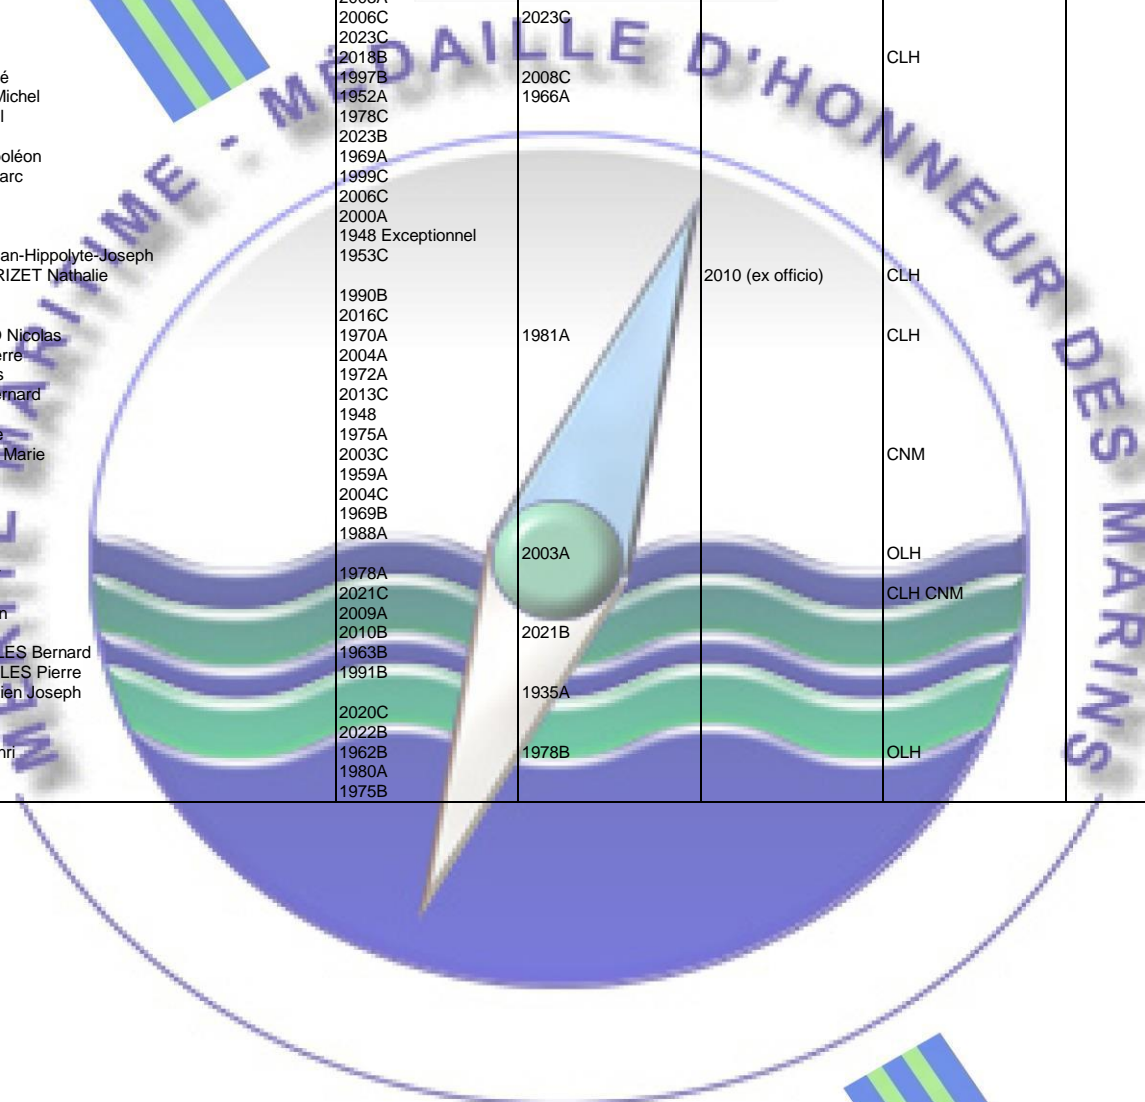 MÉRITE MARITIME - MÉDAILLE D'HONNEUR DES MARINS
2006C 2023C
2023C
2018B CLH
é 1997B 2008C
Michel 1952A 1966A
l 1978C
2023B
oléon 1969A
arc 1999C
2006C
2000A
1948 Exceptionnel
an-Hippolyte-Joseph 1953C
RIZET Nathalie 2010 (ex officio) CLH
1990B
2016C
Nicolas 1970A 1981A CLH
erre 2004A
s 1972A
ernard 2013C
1948
e 1975A
Marie 2003C CNM
1959A
2004C
1969B
1988A
2003A OLH
1978A
2021C CLH CNM
n 2009A
2010B 2021B
LES Bernard 1963B
LES Pierre 1991B
ien Joseph 1935A
2020C
2022B
nri 1962B 1978B OLH
1980A
1975B